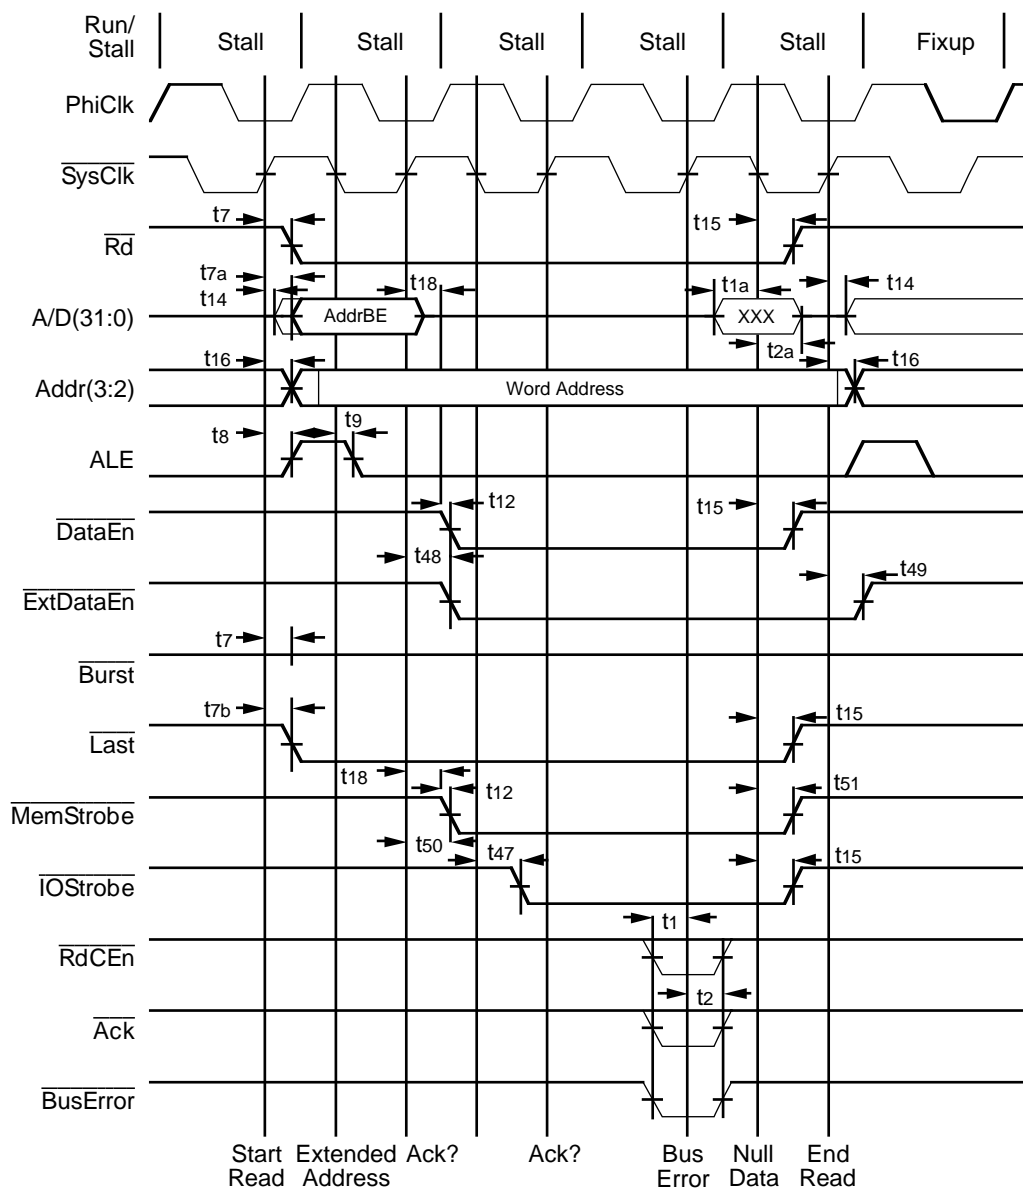 Run/
Stall
Stall
Stall
Stall
Stall
Stall
Fixup
PhiClk
SysClk
t7
t15
Rd
t7a
t18
t1a
t14
t14
A/D(31:0)
AddrBE
XXX
t2a
t16
t16
Addr(3:2)
Word Address
t9
t8
ALE
t12
t15
DataEn
t48
t49
ExtDataEn
t7
Burst
t7b
t15
Last
t18
t12
t51
MemStrobe
t50
t47
t15
IOStrobe
t1
RdCEn
t2
Ack
BusError
Start
Read
Extended
Address
Ack?
Ack?
Bus
Error
Null
Data
End
Read